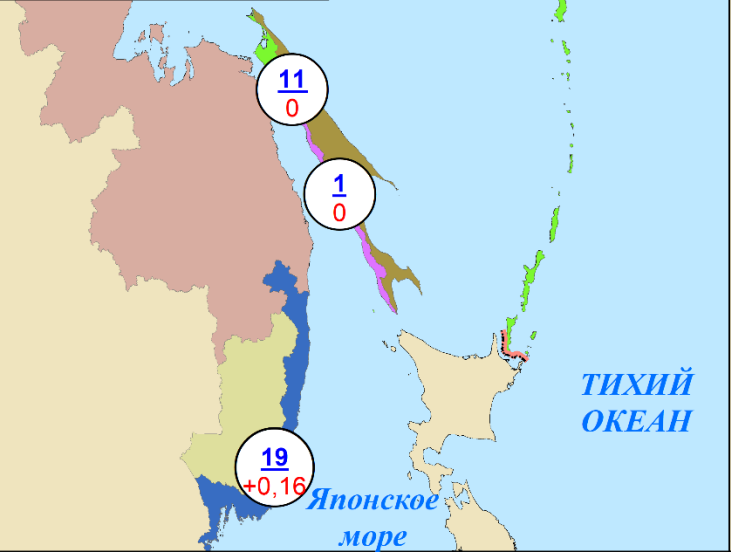 11
0
1
0
ТИХИЙ
ОКЕАН
19
+0,16
Японское
море